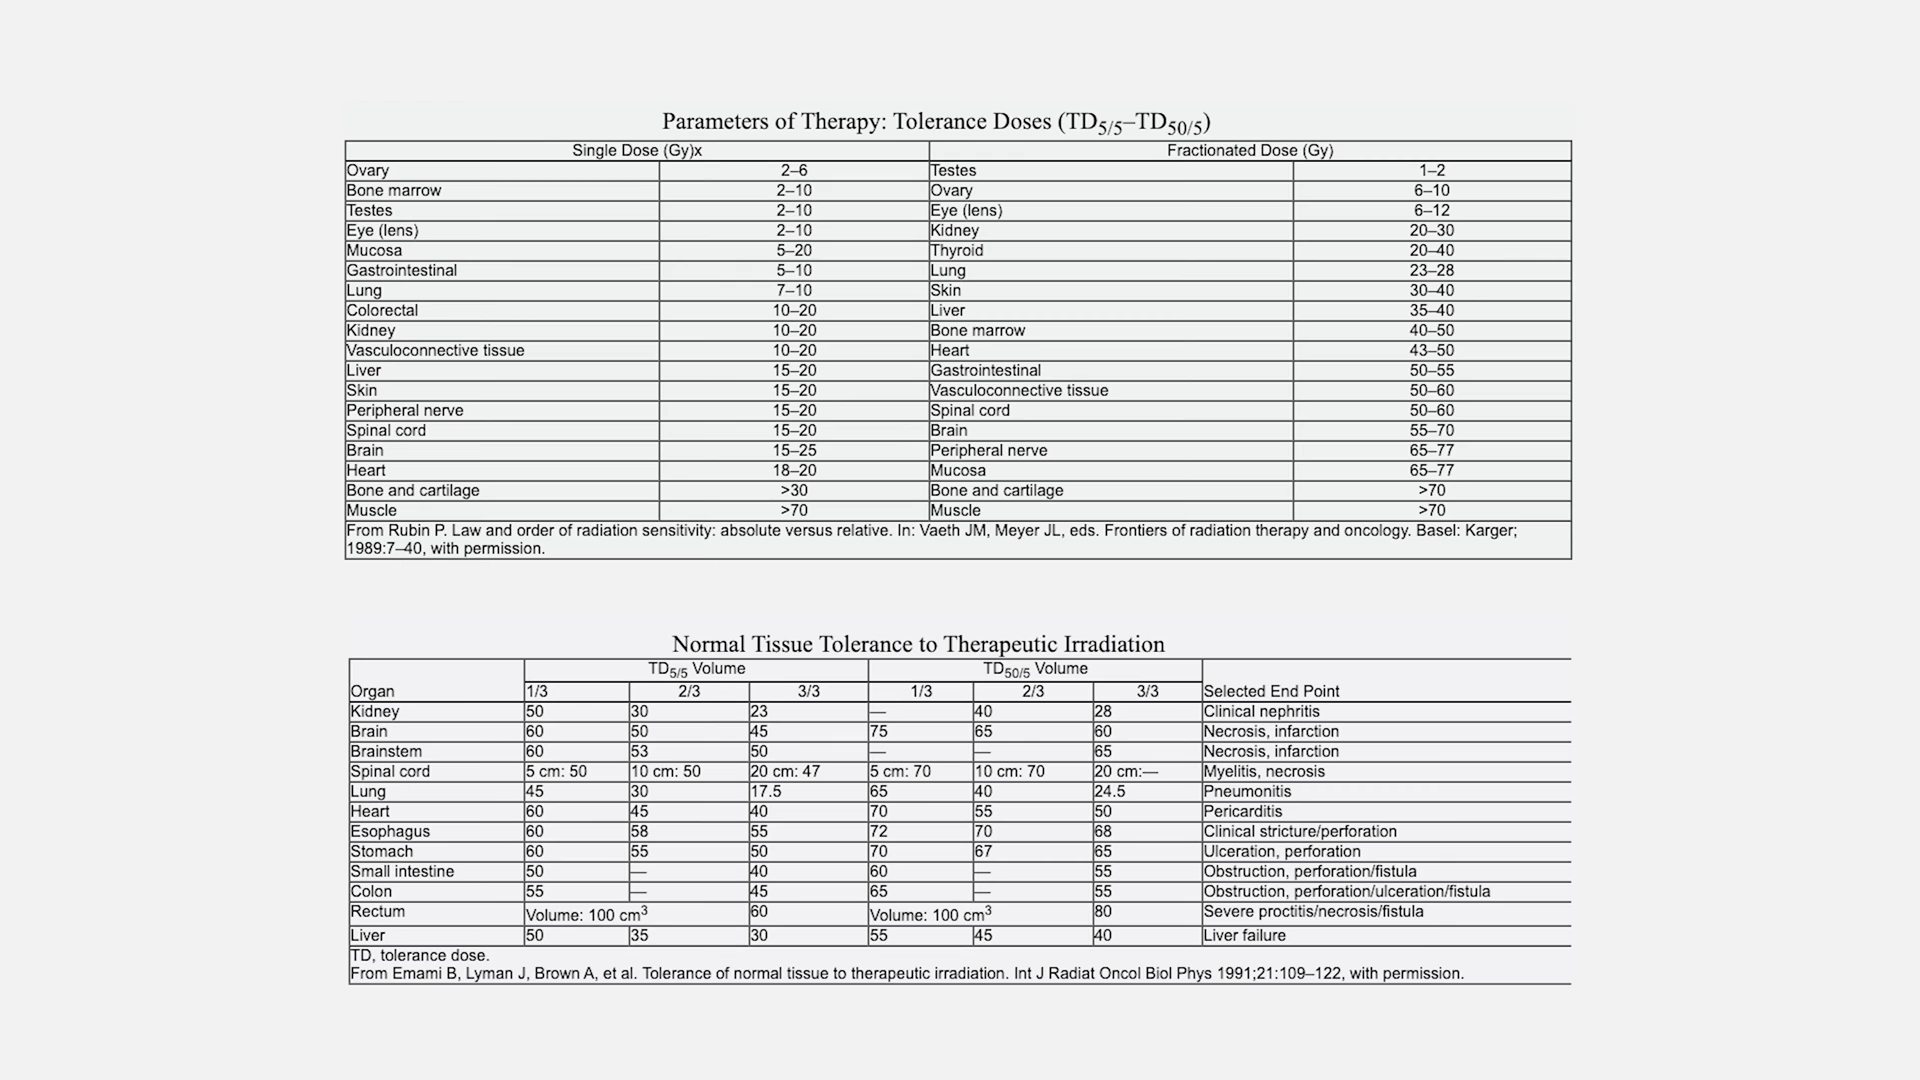 Parameters of Therapy: Tolerance Doses (TD5/5–TD50/5)
Single Dose (Gy)x Fractionated Dose (Gy)
Ovary 2–6 Testes 1–2
Bone marrow 2–10 Ovary 6–10
Testes 2–10 Eye (lens) 6–12
Eye (lens) 2–10 Kidney 20–30
Mucosa 5–20 Thyroid 20–40
Gastrointestinal 5–10 Lung 23–28
Lung 7–10 Skin 30–40
Colorectal 10–20 Liver 35–40
Kidney 10–20 Bone marrow 40–50
Vasculoconnective tissue 10–20 Heart 43–50
Liver 15–20 Gastrointestinal 50–55
Skin 15–20 Vasculoconnective tissue 50–60
Peripheral nerve 15–20 Spinal cord 50–60
Spinal cord 15–20 Brain 55–70
Brain 15–25 Peripheral nerve 65–77
Heart 18–20 Mucosa 65–77
Bone and cartilage >30 Bone and cartilage >70
Muscle >70 Muscle >70
From Rubin P. Law and order of radiation sensitivity: absolute versus relative. In: Vaeth JM, Meyer JL, eds. Frontiers of radiation therapy and oncology. Basel: Karger;
1989:7–40, with permission.
Normal Tissue Tolerance to Therapeutic Irradiation
TD5/5 Volume TD50/5 Volume
Organ 1/3 2/3 3/3 1/3 2/3 3/3 Selected End Point
Kidney 50 30 23 — 40 28 Clinical nephritis
Brain 60 50 45 75 65 60 Necrosis, infarction
Brainstem 60 53 50 — — 65 Necrosis, infarction
Spinal cord 5 cm: 50 10 cm: 50 20 cm: 47 5 cm: 70 10 cm: 70 20 cm:— Myelitis, necrosis
Lung 45 30 17.5 65 40 24.5 Pneumonitis
Heart 60 45 40 70 55 50 Pericarditis
Esophagus 60 58 55 72 70 68 Clinical stricture/perforation
Stomach 60 55 50 70 67 65 Ulceration, perforation
Small intestine 50 — 40 60 — 55 Obstruction, perforation/fistula
Colon 55 — 45 65 — 55 Obstruction, perforation/ulceration/fistula
Rectum Volume: 100 cm3 60 Volume: 100 cm3 80 Severe proctitis/necrosis/fistula
Liver 50 35 30 55 45 40 Liver failure
TD, tolerance dose.
From Emami B, Lyman J, Brown A, et al. Tolerance of normal tissue to therapeutic irradiation. Int J Radiat Oncol Biol Phys 1991;21:109–122, with permission.